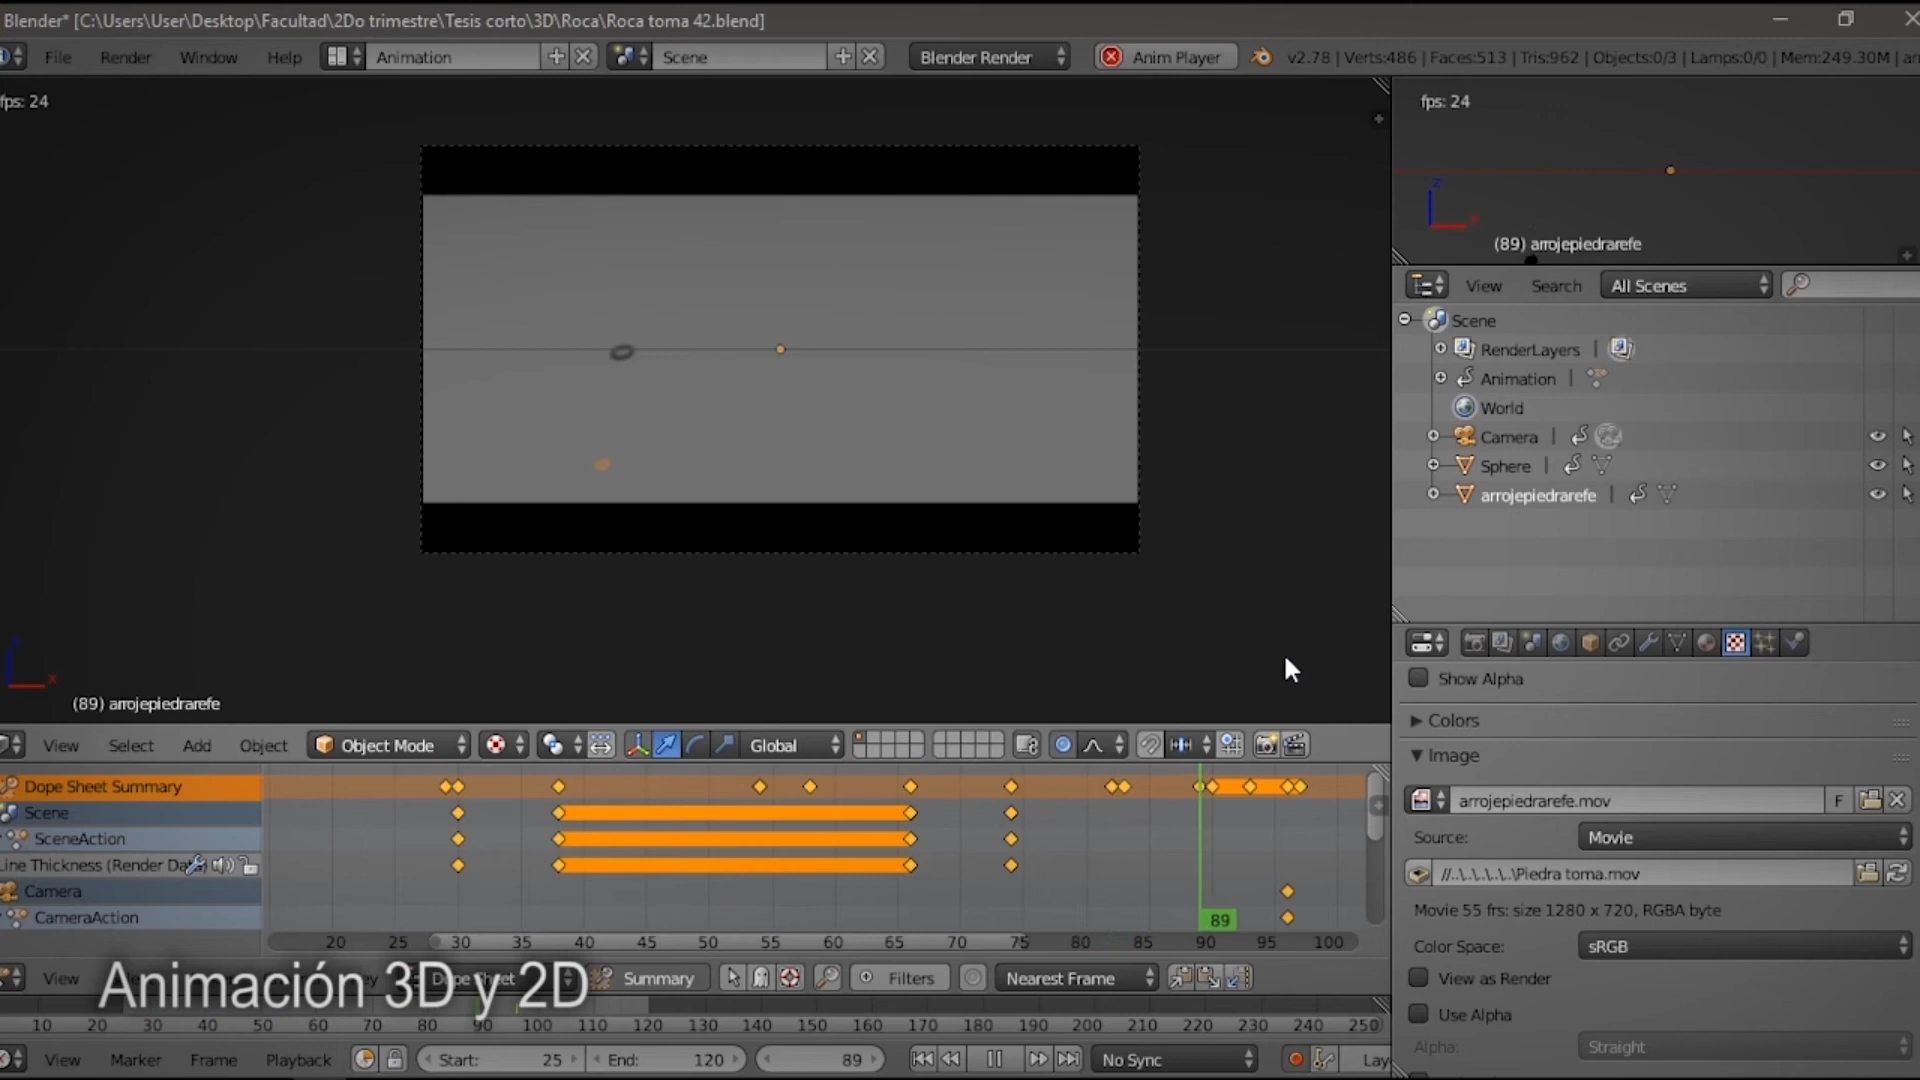 Blender* [C:\Users\User\Desktop\Facultad\2Do trimestre\Tesis corto\3D\Roca\Roca toma 42.blend]
File Render Window Help Animation Scene Blender Render Anim Player v2.78 | Verts:486 | Faces:513 | Tris:962 | Objects:0/3 | Lamps:0/0 | Mem:249.30M | ar
fps: 24
fps: 24
z
x
(89) arrojepiedrarefe
View Search All Scenes
Scene
RenderLayers |
Animation |
World
Camera |
Sphere |
arrojepiedrarefe |
x
(89) arrojepiedrarefe
Show Alpha
Colors
Image
arrojepiedrarefe.mov F
Source: Movie
//..\..\..\..\..\Piedra toma.mov
Movie 55 frs: size 1280 x 720, RGBA byte
Color Space: sRGB
View as Render
Use Alpha
Alpha: Straight
View Select Add Object Object Mode Global
Dope Sheet Summary
Scene
SceneAction
Line Thickness (Render Da
Camera
CameraAction
89
20 25 30 35 40 45 50 55 60 65 70 75 80 85 90 95 100
View Dope Sheet Summary Filters Nearest Frame
Animación 3D y 2D
10 20 30 40 50 60 70 80 90 100 110 120 130 140 150 160 170 180 190 200 210 220 230 240 250
View Marker Frame Playback Start: 25 End: 120 89 No Sync Lay